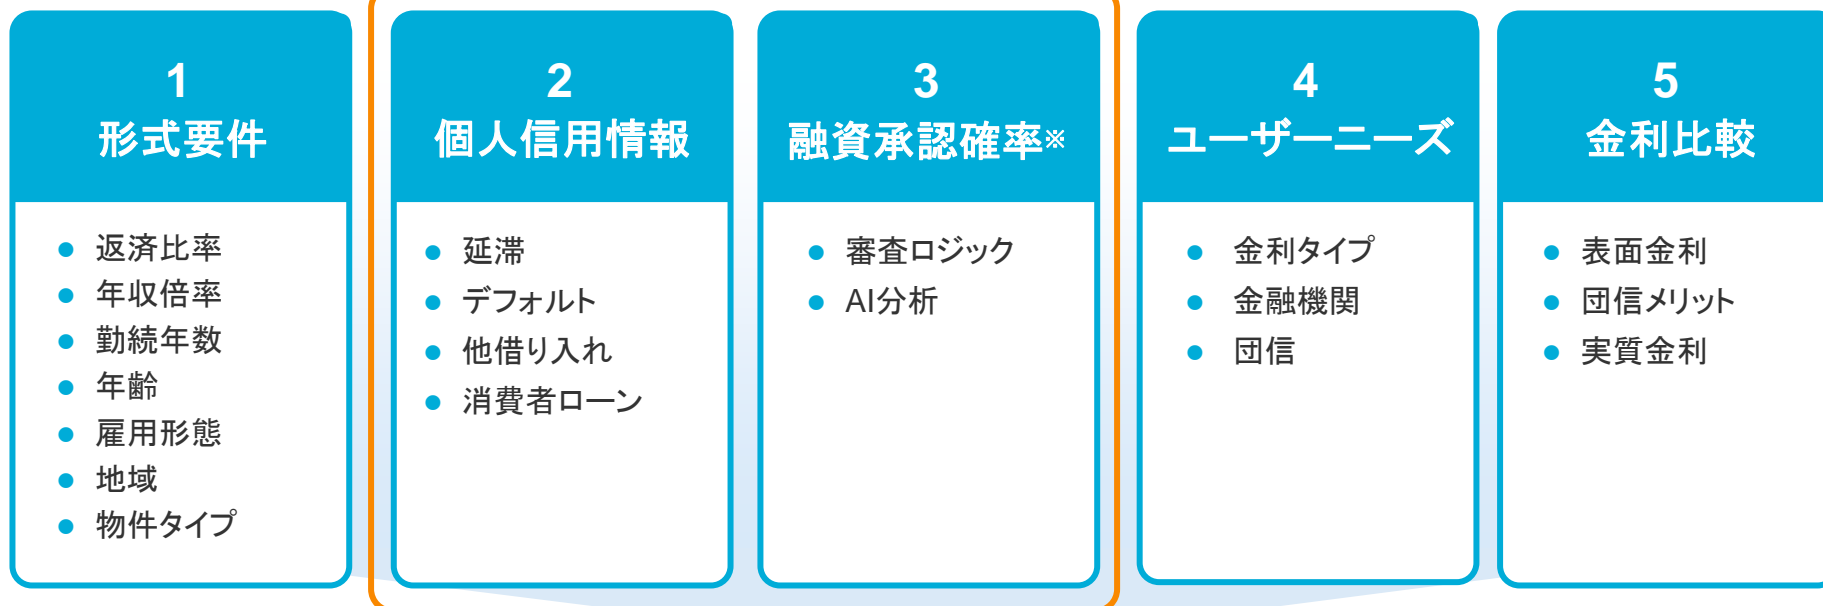 1
形式要件
返済比率
年収倍率
勤続年数
年齢
雇用形態
地域
物件タイプ
2
個人信用情報
延滞
デフォルト
他借り入れ
消費者ローン
3
融資承認確率※
審査ロジック
AI分析
4
ユーザーニーズ
金利タイプ
金融機関
団信
5
金利比較
表面金利
団信メリット
実質金利